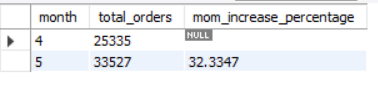 month total_orders mom_increase_percentage
4 25335 NULL
5 33527 32.3347